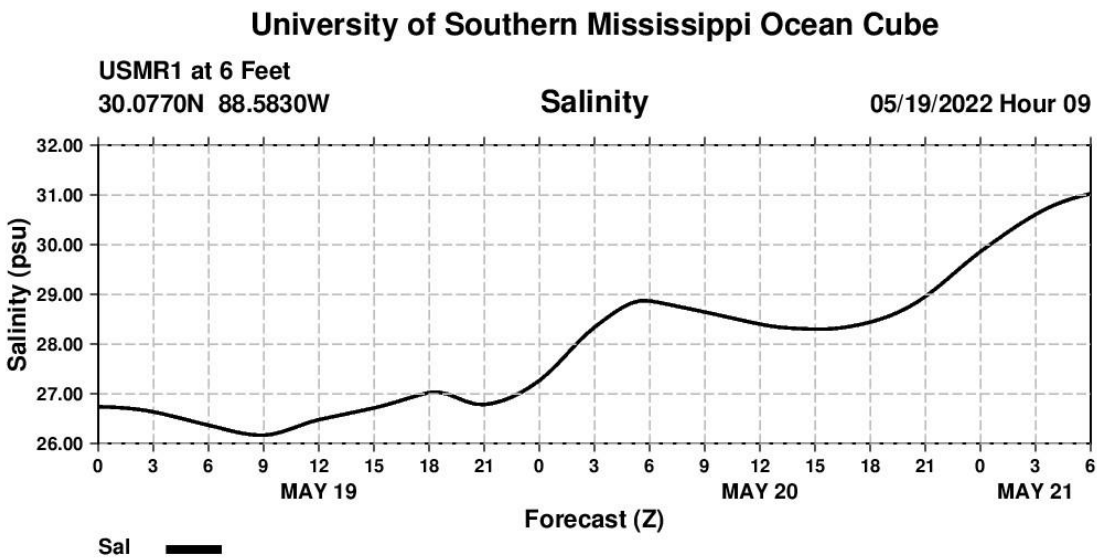 University of Southern Mississippi Ocean Cube
USMR1 at 6 Feet
30.0770N 88.5830W
Salinity
05/19/2022 Hour 09
32.00
31.00
30.00
29.00
28.00
27.00
26.00
Salinity (psu)
0 3 6 9 12 15 18 21 0 3 6 9 12 15 18 21 0 3 6
MAY 19 MAY 20 MAY 21
Forecast (Z)
Sal